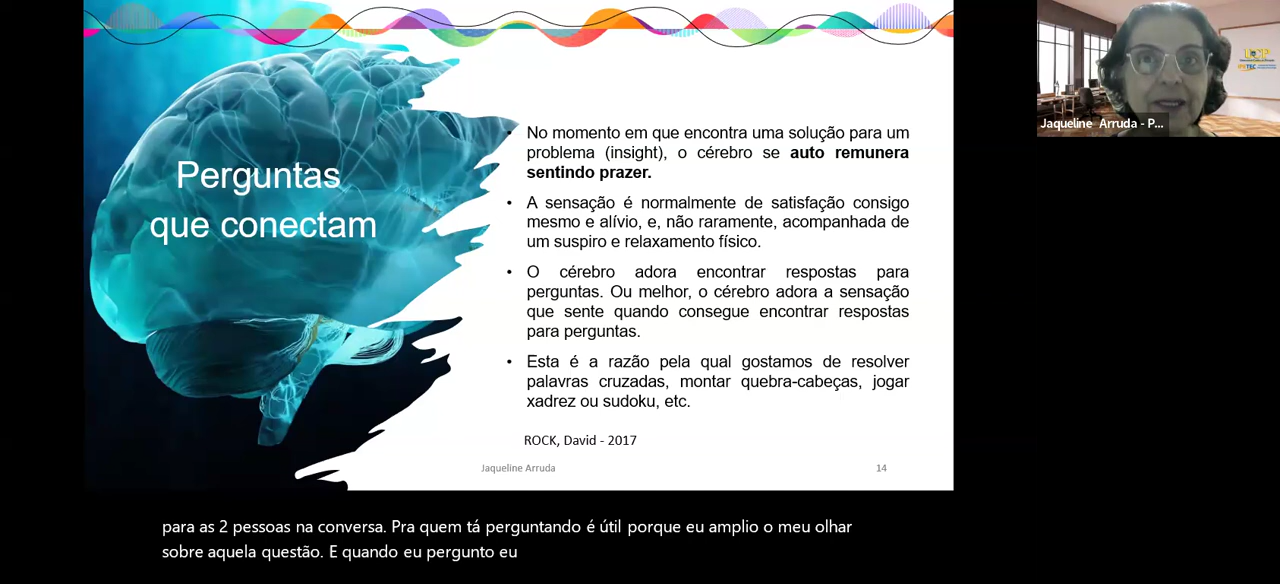 Perguntas
que conectam
• No momento em que encontra uma solução para um
problema (insight), o cérebro se auto remunera
sentindo prazer.
• A sensação é normalmente de satisfação consigo
mesmo e alívio, e, não raramente, acompanhada de
um suspiro e relaxamento físico.
• O cérebro adora encontrar respostas para
perguntas. Ou melhor, o cérebro adora a sensação
que sente quando consegue encontrar respostas
para perguntas.
• Esta é a razão pela qual gostamos de resolver
palavras cruzadas, montar quebra-cabeças, jogar
xadrez ou sudoku, etc.
ROCK, David - 2017
Jaqueline Arruda
14
UCP
IPETEC
Jaqueline Arruda - P...
para as 2 pessoas na conversa. Pra quem tá perguntando é útil porque eu amplio o meu olhar
sobre aquela questão. E quando eu pergunto eu